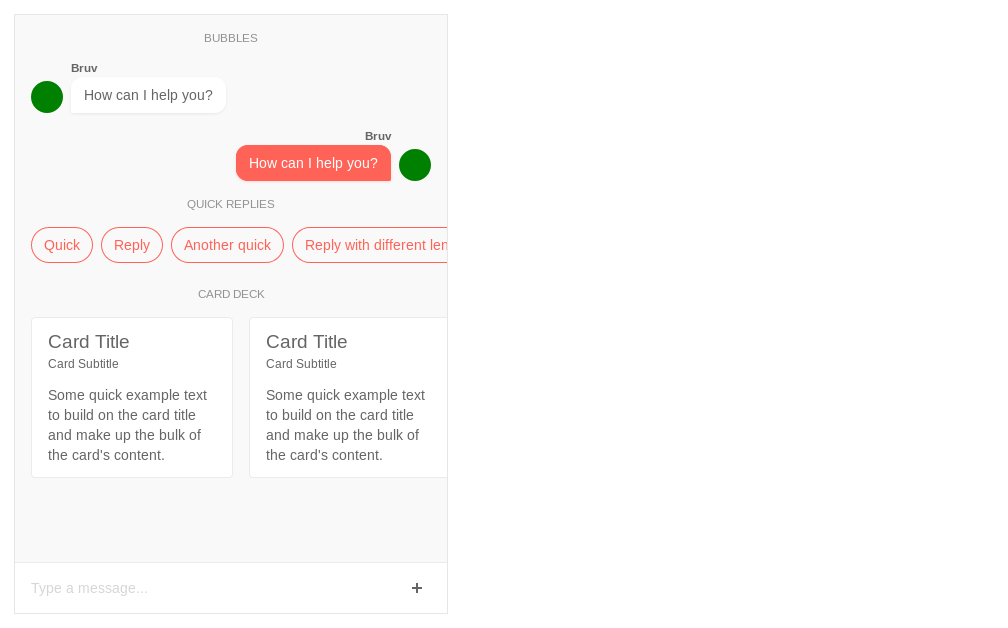 BUBBLES
Bruv
How can I help you?
Bruv
How can I help you?
QUICK REPLIES
Quick Reply Another quick Reply with different len
CARD DECK
Card Title Card Title
Card Subtitle Card Subtitle
Some quick example text Some quick example text
to build on the card title to build on the card title
and make up the bulk of and make up the bulk of
the card's content. the card's content.
Type a message...